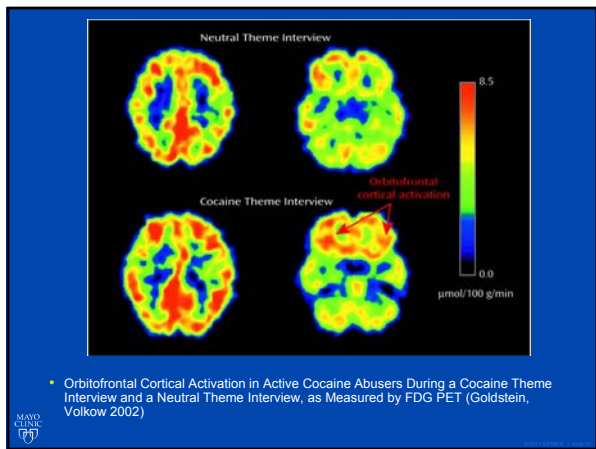 Neutral Theme Interview
8.5
Orbitofrontal
cortical activation
Cocaine Theme Interview
0.0
µmol/100 g/min
• Orbitofrontal Cortical Activation in Active Cocaine Abusers During a Cocaine Theme
Interview and a Neutral Theme Interview, as Measured by FDG PET (Goldstein,
Volkow 2002)
MAYO
CLINIC